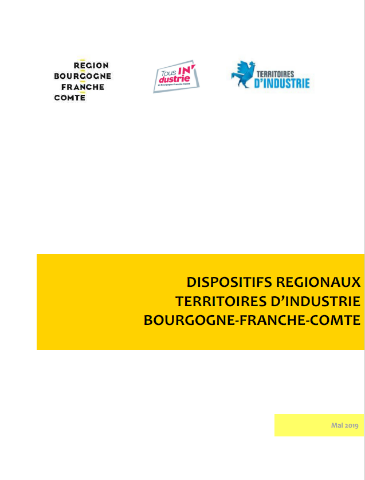 REGION
BOURGOGNE
FRANCHE
COMTE
Tous IN'
dustrie
TERRITOIRES
D'INDUSTRIE
DISPOSITIFS REGIONAUX
TERRITOIRES D'INDUSTRIE
BOURGOGNE-FRANCHE-COMTE
Mai 2019